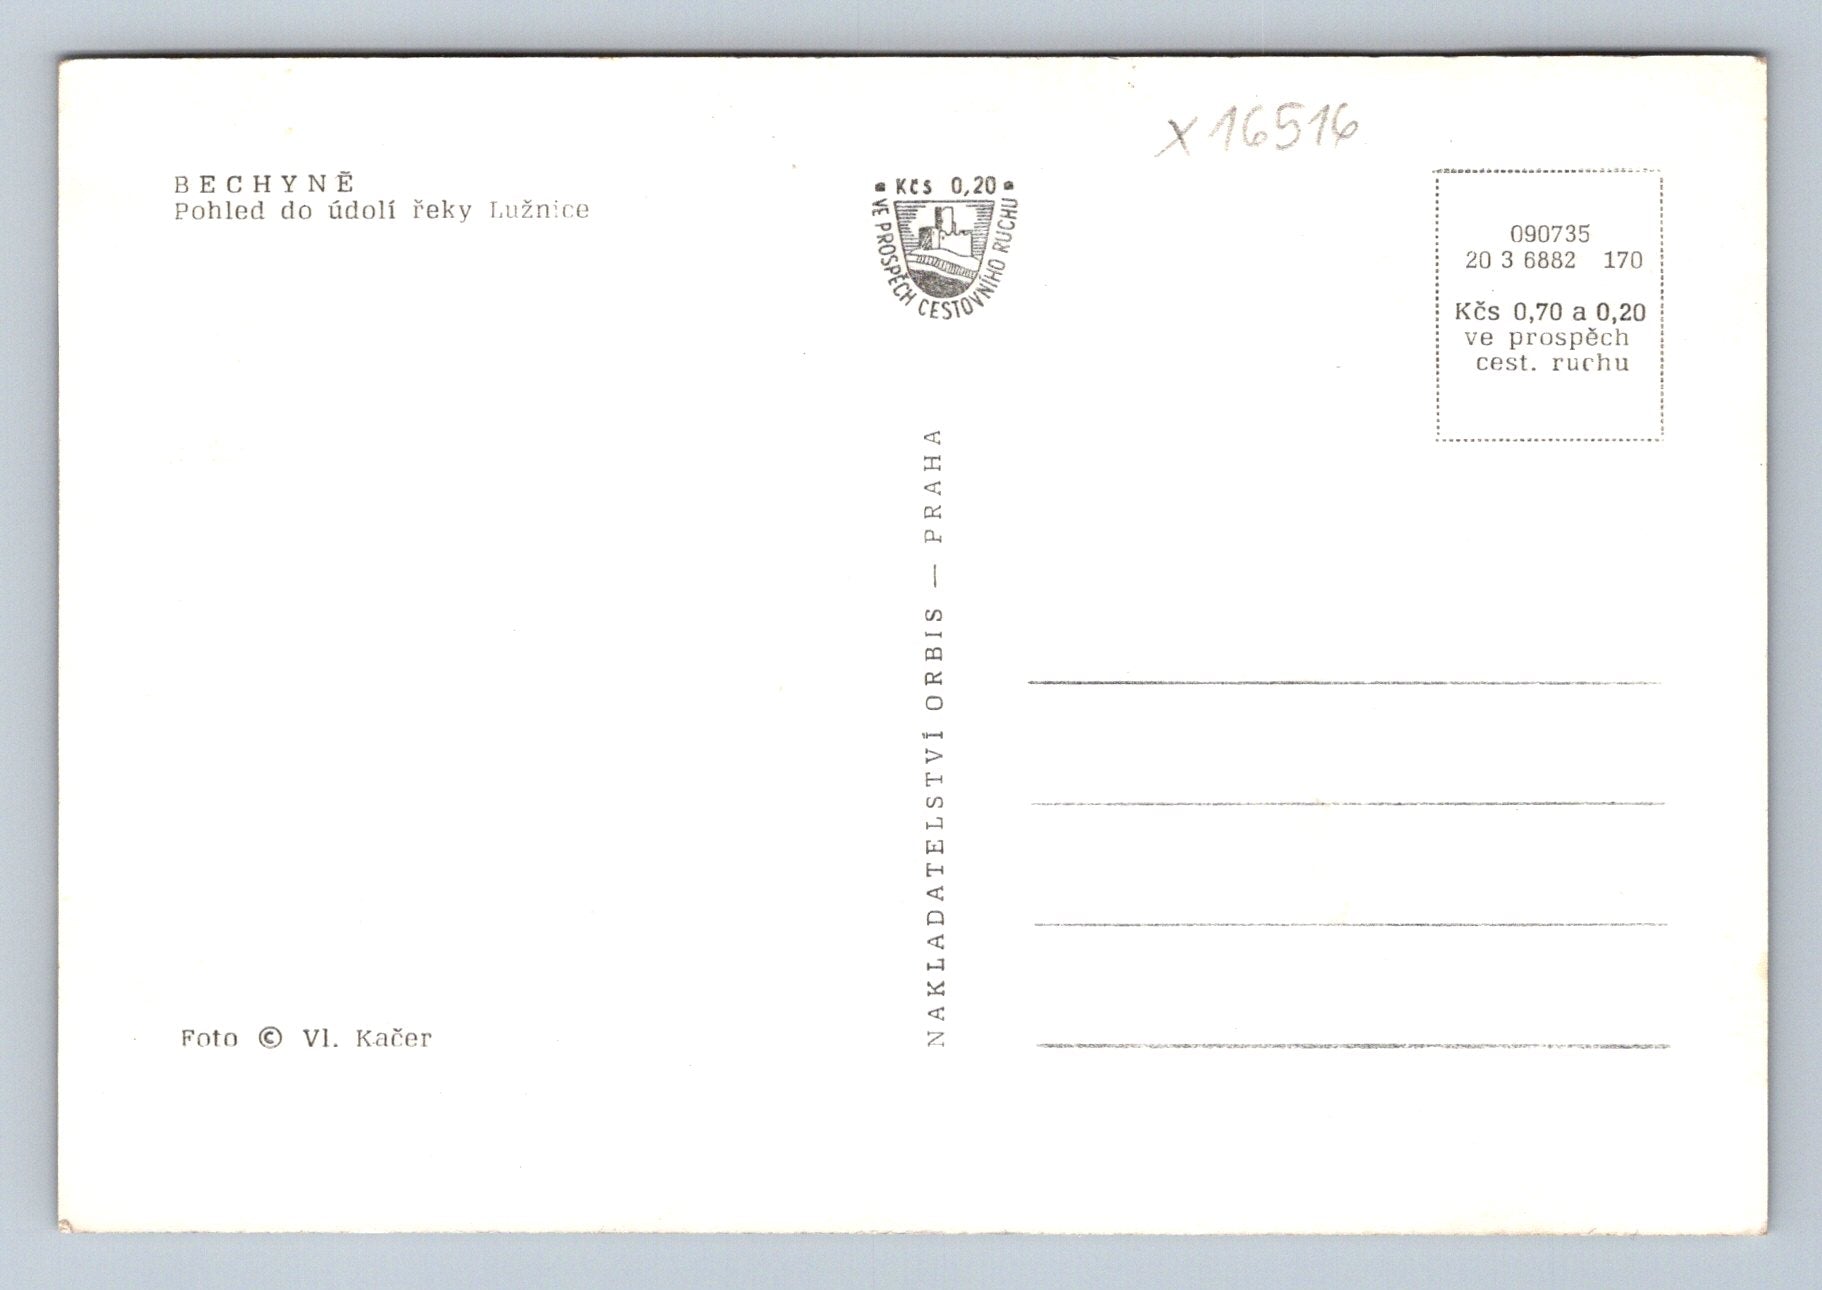 X 16516
BECHYNĚ
Pohled do údolí řeky Lužnice
Kčs 0,20
VE PROSPĚCH CESTOVNÍHO RUCHU
090735
20 3 6882 170
Kčs 0,70 a 0,20
ve prospěch
cest. ruchu
NAKLADATELSTVÍ ORBIS — PRAHA
Foto © Vl. Kačer